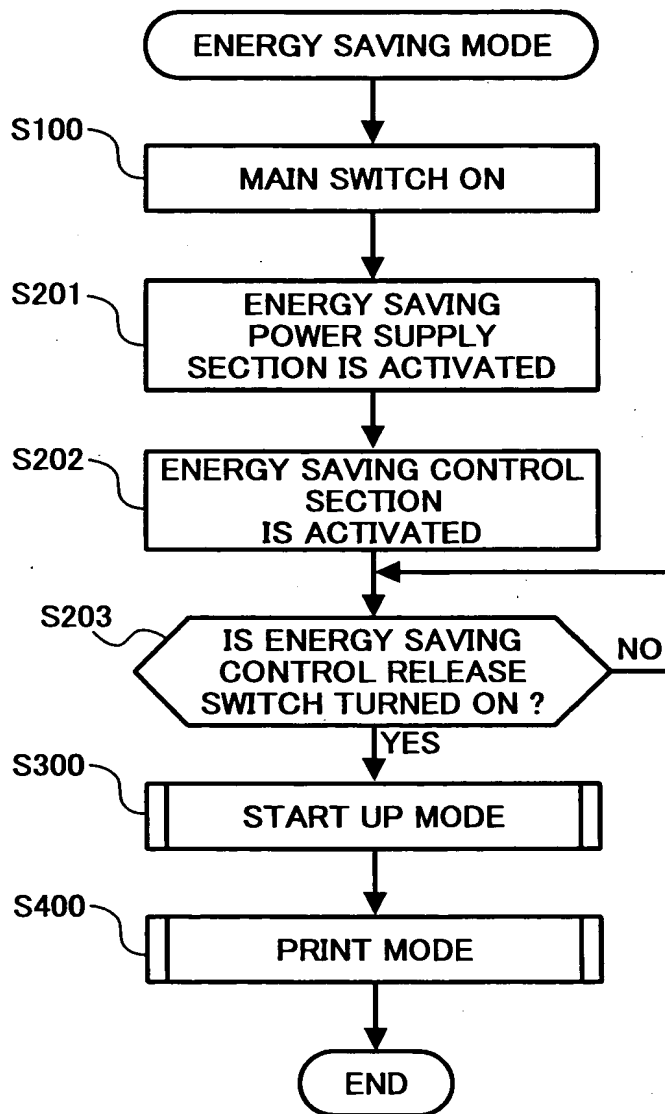 ENERGY SAVING MODE
S100
MAIN SWITCH ON
S201
ENERGY SAVING
POWER SUPPLY
SECTION IS ACTIVATED
S202
ENERGY SAVING CONTROL
SECTION
IS ACTIVATED
S203
IS ENERGY SAVING
CONTROL RELEASE
SWITCH TURNED ON ?
NO
YES
S300
START UP MODE
S400
PRINT MODE
END